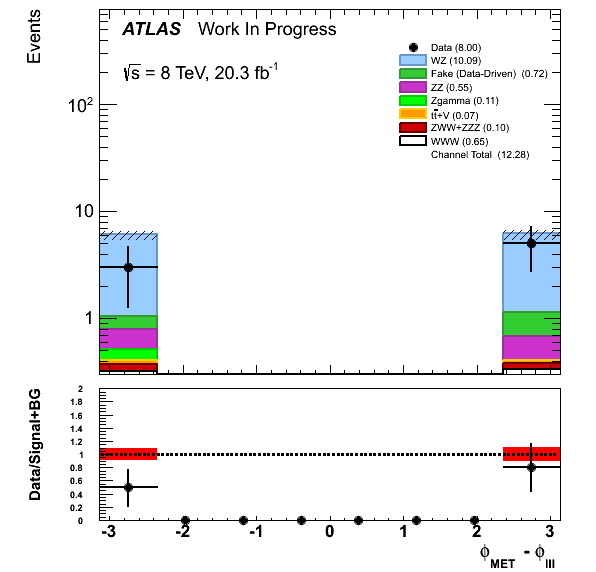 Events
ATLAS Work In Progress
√s = 8 TeV, 20.3 fb⁻¹
Data (8.00)
WZ (10.09)
Fake (Data-Driven) (0.72)
ZZ (0.55)
Zgamma (0.11)
tt̄+V (0.07)
ZWW+ZZZ (0.10)
WWW (0.65)
Channel Total (12.28)
10²
10
1
Data/Signal+BG
2
1.8
1.6
1.4
1.2
1
0.8
0.6
0.4
0.2
0
-3 -2 -1 0 1 2 3
ϕMET - ϕlll